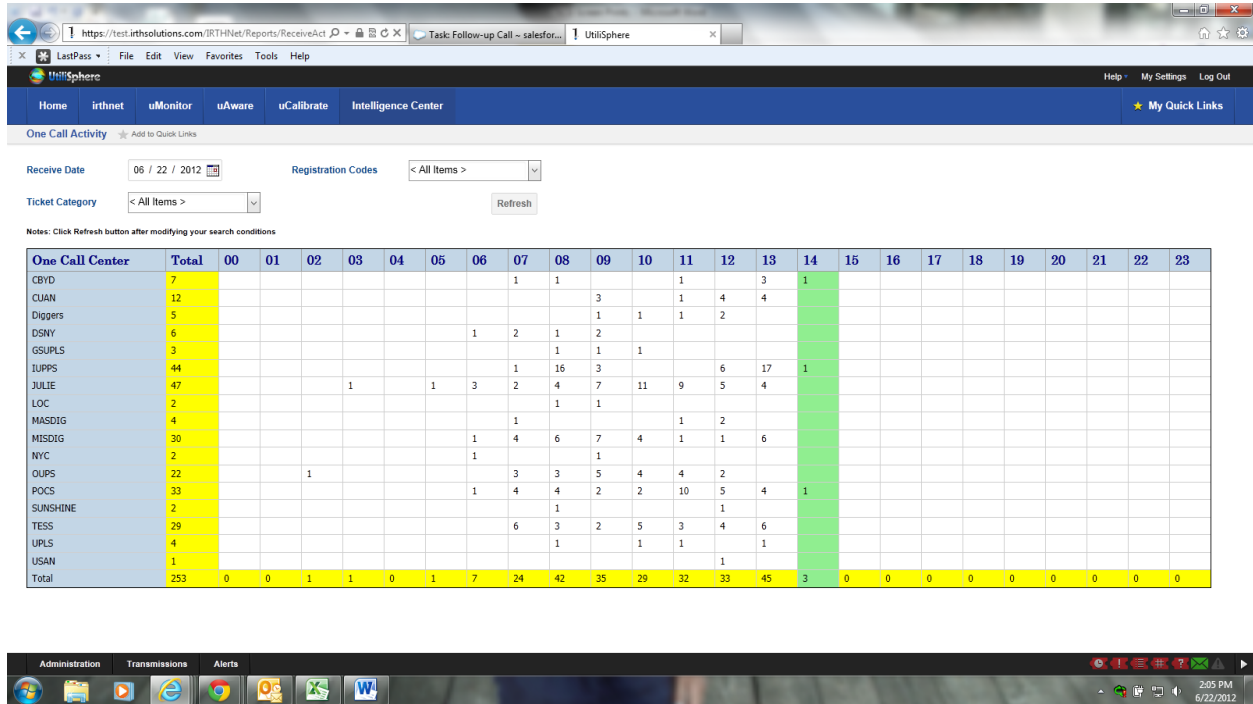 https://test.irthsolutions.com/IRTHNet/Reports/ReceiveAct Task: Follow-up Call ~ salesfor... UtiliSphere
LastPass File Edit View Favorites Tools Help
UtiliSphere Help My Settings Log Out
Home irthnet uMonitor uAware uCalibrate Intelligence Center My Quick Links
One Call Activity Add to Quick Links
Receive Date 06 / 22 / 2012 Registration Codes < All Items >
Ticket Category < All Items > Refresh
Notes: Click Refresh button after modifying your search conditions
One Call Center Total 00 01 02 03 04 05 06 07 08 09 10 11 12 13 14 15 16 17 18 19 20 21 22 23
CBYD 7 1 1 1 3 1
CUAN 12 3 1 4 4
Diggers 5 1 1 1 2
DSNY 6 1 2 1 2
GSUPLS 3 1 1 1
IUPPS 44 1 16 3 6 17 1
JULIE 47 1 1 3 2 4 7 11 9 5 4
LOC 2 1 1
MASDIG 4 1 1 2
MISDIG 30 1 4 6 7 4 1 1 6
NYC 2 1 1
OUPS 22 1 3 3 5 4 4 2
POCS 33 1 4 4 2 2 10 5 4 1
SUNSHINE 2 1 1
TESS 29 6 3 2 5 3 4 6
UPLS 4 1 1 1 1
USAN 1 1
Total 253 0 0 1 1 0 1 7 24 42 35 29 32 33 45 3 0 0 0 0 0 0 0 0 0
Administration Transmissions Alerts
2:05 PM
6/22/2012